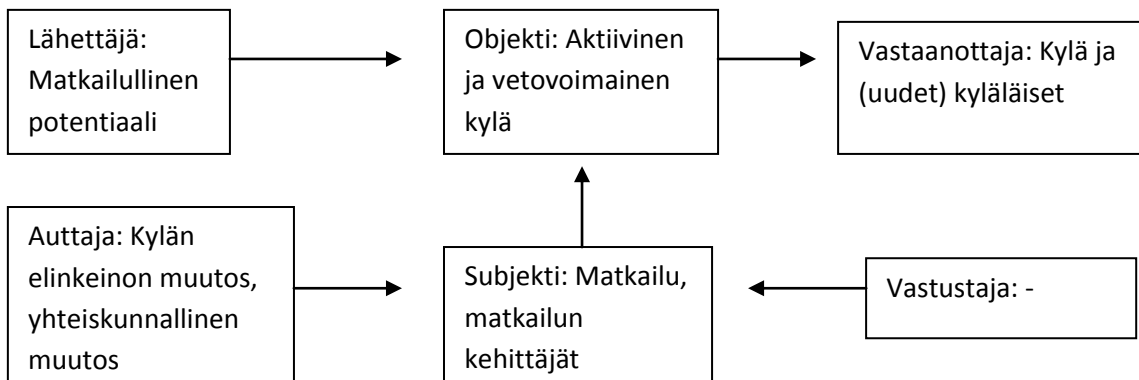 Lähettäjä:
Matkailullinen
potentiaali
Objekti: Aktiivinen
ja vetovoimainen
kylä
Vastaanottaja: Kylä ja
(uudet) kyläläiset
Auttaja: Kylän
elinkeinon muutos,
yhteiskunnallinen
muutos
Subjekti: Matkailu,
matkailun
kehittäjät
Vastustaja: -